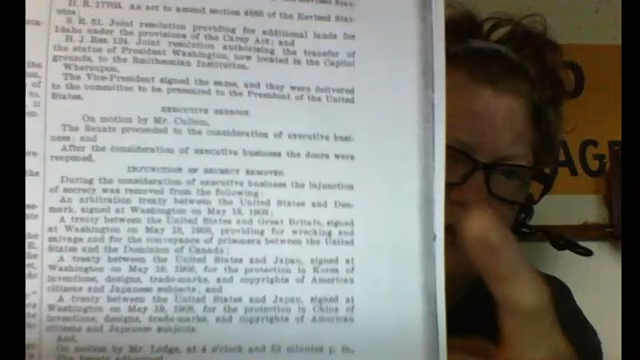 H. R. 17703. An act to amend section 4585 of the Revised Stat-
utes;
S. R. 51. Joint resolution providing for additional lands for
Idaho under the provisions of the Carey Act; and
H. J. Res. 124. Joint resolution authorizing the transfer of
the status of President Washington, now located in the Capitol
grounds, to the Smithsonian Institution.
Whereupon,
The Vice-President signed the same, and they were delivered
to the committee to be presented to the President of the United
States.
EXECUTIVE SESSION
On motion by Mr. Cullom,
The Senate proceeded to the consideration of executive busi-
ness; and
After the consideration of executive business the doors were
reopened.
INJUNCTION OF SECRECY REMOVED.
During the consideration of executive business the injunction
of secrecy was removed from the following:
An arbitration treaty between the United States and Den-
mark, signed at Washington on May 18, 1908;
A treaty between the United States and Great Britain, signed
at Washington on May 18, 1908, providing for wrecking and
salvage and for the conveyance of prisoners between the United
States and the Dominion of Canada;
A treaty between the United States and Japan, signed at
Washington on May 19, 1908, for the protection in Korea of
inventions, designs, trade-marks, and copyrights of American
citizens and Japanese subjects; and
A treaty between the United States and Japan, signed at
Washington on May 19, 1908, for the protection in China of
inventions, designs, trade-marks, and copyrights of American
citizens and Japanese subjects
And,
On motion by Mr. Lodge, at 4 o'clock and minutes p. m.,
The Senate adjourned
AGE